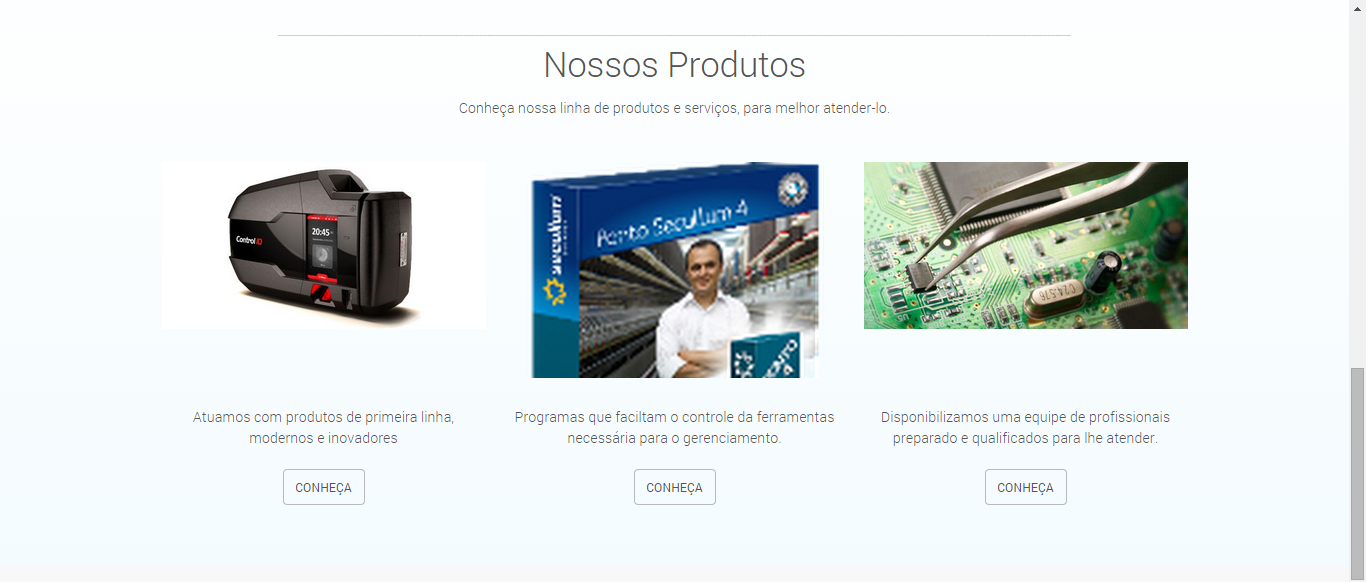 Nossos Produtos
Conheça nossa linha de produtos e serviços, para melhor atender-lo.
Control iD
20:45
secullum
Ponto Secullum 4
C24.576
Atuamos com produtos de primeira linha,
modernos e inovadores
CONHEÇA
Programas que faciltam o controle da ferramentas
necessária para o gerenciamento.
CONHEÇA
Disponibilizamos uma equipe de profissionais
preparado e qualificados para lhe atender.
CONHEÇA